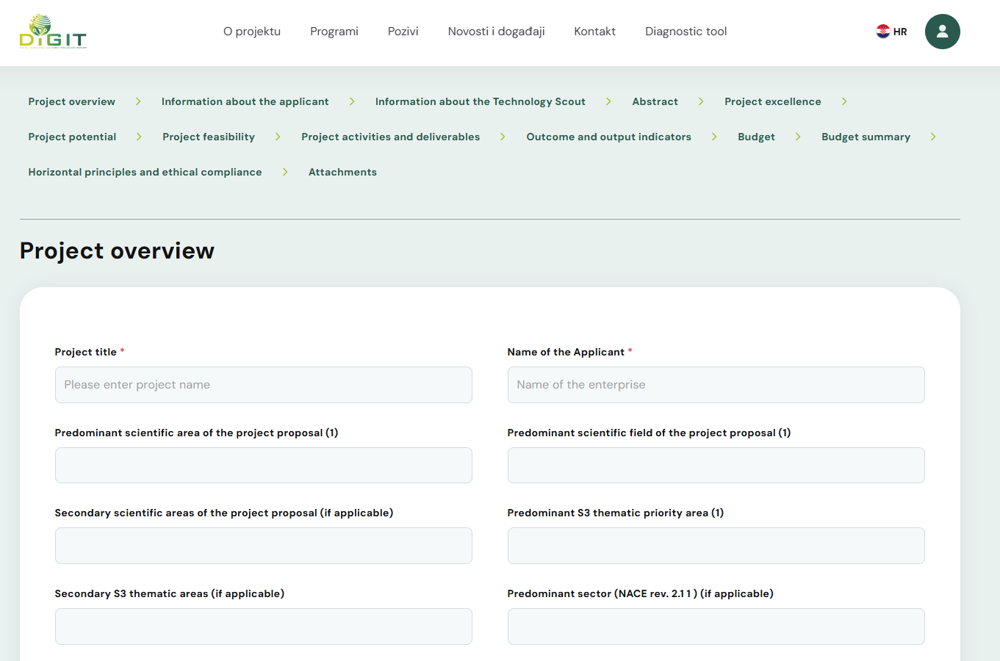 DIGIT
O projektu Programi Pozivi Novosti i događaji Kontakt Diagnostic tool HR
Project overview Information about the applicant Information about the Technology Scout Abstract Project excellence
Project potential Project feasibility Project activities and deliverables Outcome and output indicators Budget Budget summary
Horizontal principles and ethical compliance Attachments
Project overview
Project title * Name of the Applicant *
Please enter project name Name of the enterprise
Predominant scientific area of the project proposal (1) Predominant scientific field of the project proposal (1)
Secondary scientific areas of the project proposal (if applicable) Predominant S3 thematic priority area (1)
Secondary S3 thematic areas (if applicable) Predominant sector (NACE rev. 2.1 1 ) (if applicable)